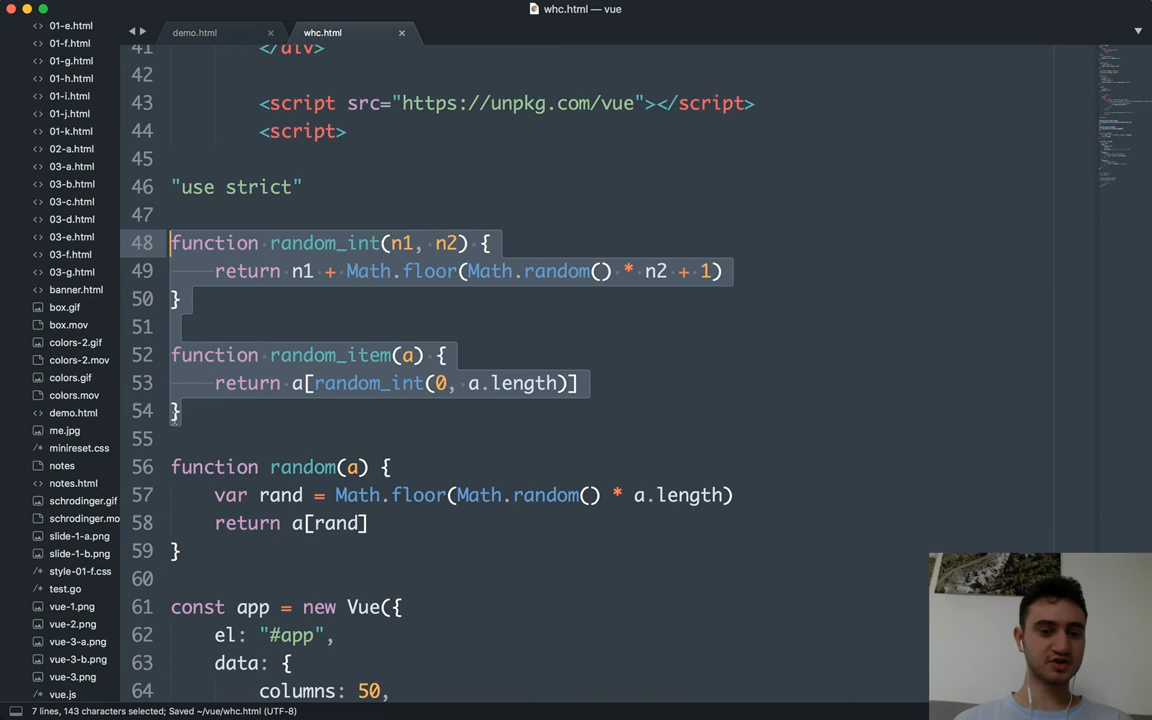 whc.html — vue
demo.html ×
whc.html ×
01-e.html
01-f.html
01-g.html
01-h.html
01-i.html
01-j.html
01-k.html
02-a.html
03-a.html
03-b.html
03-c.html
03-d.html
03-e.html
03-f.html
03-g.html
banner.html
box.gif
box.mov
colors-2.gif
colors-2.mov
colors.gif
colors.mov
demo.html
me.jpg
minireset.css
notes
notes.html
schrodinger.gif
schrodinger.mo
slide-1-a.png
slide-1-b.png
style-01-f.css
test.go
vue-1.png
vue-2.png
vue-3-a.png
vue-3-b.png
vue-3.png
vue.js
41 </div>
42
43 <script src="https://unpkg.com/vue"></script>
44 <script>
45
46 "use strict"
47
48 function random_int(n1, n2) {
49 return n1 + Math.floor(Math.random() * n2 + 1)
50 }
51
52 function random_item(a) {
53 return a[random_int(0, a.length)]
54 }
55
56 function random(a) {
57 var rand = Math.floor(Math.random() * a.length)
58 return a[rand]
59 }
60
61 const app = new Vue({
62 el: "#app",
63 data: {
64 columns: 50,
7 lines, 143 characters selected; Saved ~/vue/whc.html (UTF-8)